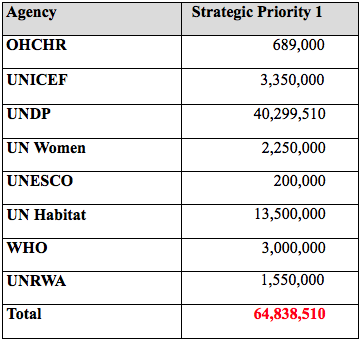 Agency Strategic Priority 1
OHCHR 689,000
UNICEF 3,350,000
UNDP 40,299,510
UN Women 2,250,000
UNESCO 200,000
UN Habitat 13,500,000
WHO 3,000,000
UNRWA 1,550,000
Total 64,838,510